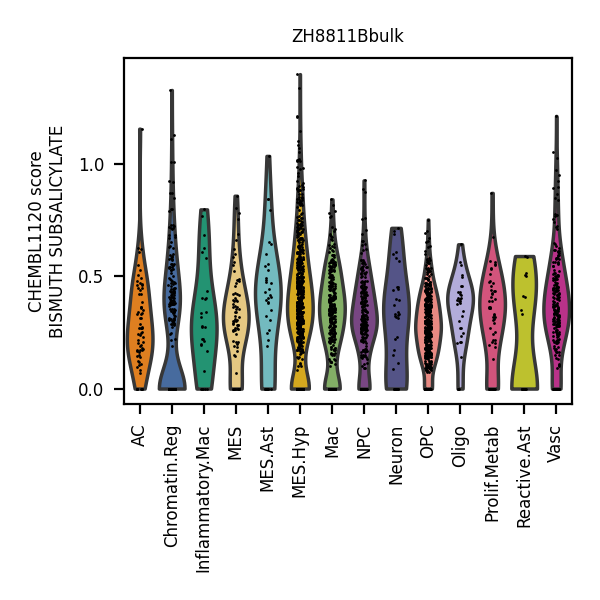 ZH8811Bbulk
CHEMBL1120 score
BISMUTH SUBSALICYLATE
1.0
0.5
0.0
AC
Chromatin.Reg
Inflammatory.Mac
MES
MES.Ast
MES.Hyp
Mac
NPC
Neuron
OPC
Oligo
Prolif.Metab
Reactive.Ast
Vasc